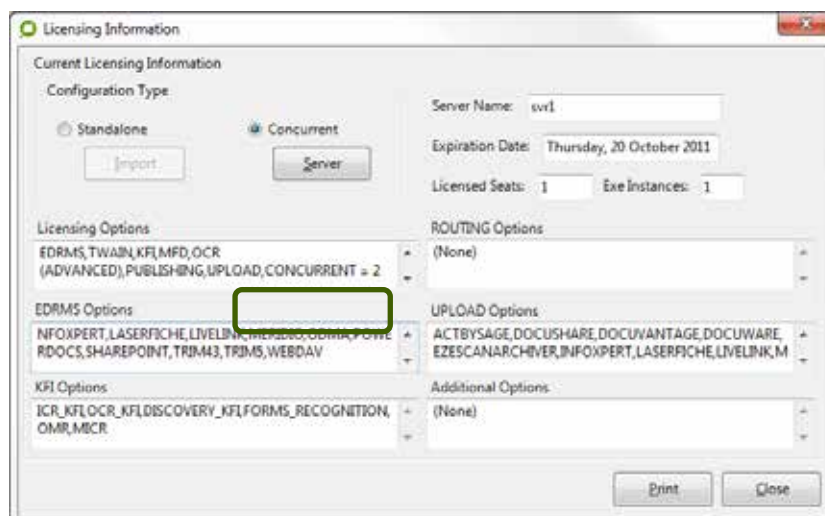 Licensing Information
Current Licensing Information
Configuration Type
Standalone
Concurrent
Import
Server
Server Name: svr1
Expiration Date: Thursday, 20 October 2011
Licensed Seats: 1 Exe Instances: 1
Licensing Options
EDRMS,TWAIN,KFI,MFD,OCR
(ADVANCED),PUBLISHING,UPLOAD,CONCURRENT = 2
ROUTING Options
(None)
EDRMS Options
NFOXPERT,LASERFICHE,LIVELINK,MERIDIO,ODMA,POWE
RDOCS,SHAREPOINT,TRIM43,TRIM5,WEBDAV
UPLOAD Options
ACTBYSAGE,DOCUSHARE,DOCUVANTAGE,DOCUWARE,
EZESCANARCHIVER,INFOXPERT,LASERFICHE,LIVELINK,M
KFI Options
ICR_KFI,OCR_KFI,DISCOVERY_KFI,FORMS_RECOGNITION,
OMR,MICR
Additional Options
(None)
Print
Close